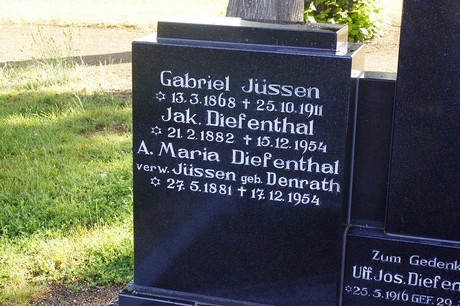 Gabriel Jüssen
✡ 13.3.1868 ✝ 25.10.1911
Jak. Diefenthal
✡ 21.2.1882 ✝ 15.12.1954
A. Maria Diefenthal
verw. Jüssen geb. Denrath
✡ 27.5.1881 ✝ 17.12.1954
Zum Gedenk
Uff. Jos. Diefen
✡ 25.5.1916 GEF. 29.